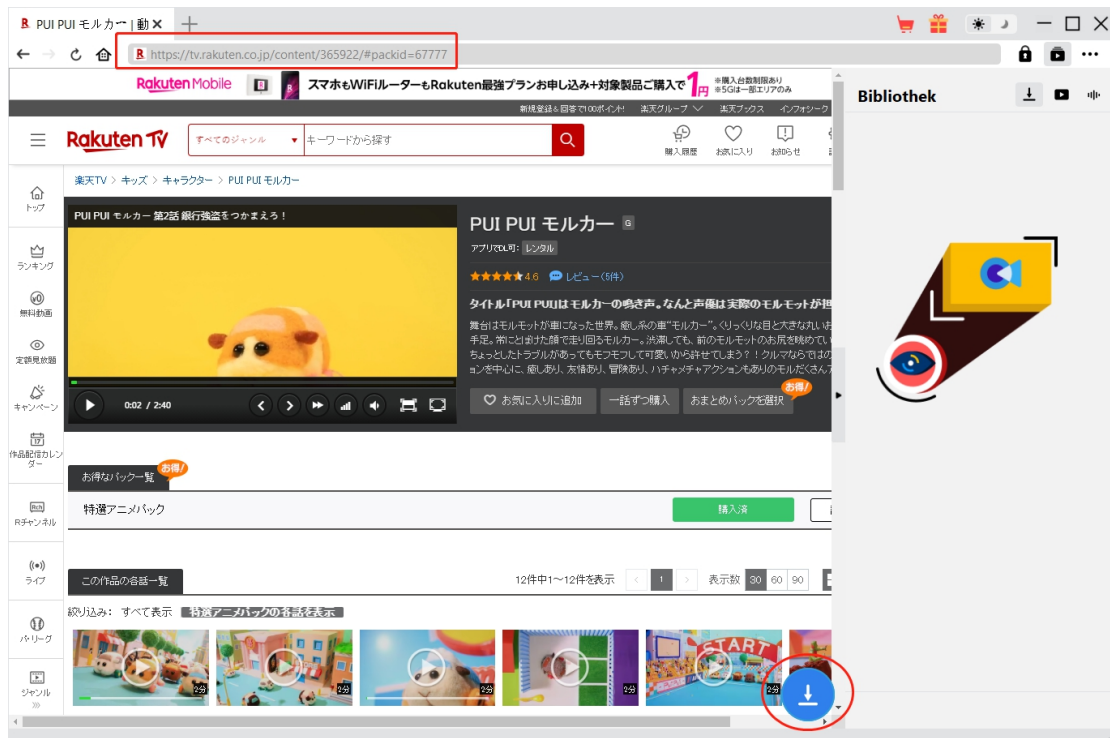 PUI PUI モルカー | 動
https://tv.rakuten.co.jp/content/365922/#packid=67777
Rakuten Mobile
スマホもWiFiルーターもRakuten最強プランお申し込み+対象製品ご購入で1円
※購入台数制限あり
※5Gは一部エリアのみ
Bibliothek
新規登録&回答で100ポイント!
楽天グループ
楽天ブックス
インフォシーク
Rakuten TV
すべてのジャンル
キーワードから探す
購入履歴
お気に入り
お知らせ
楽天TV > キッズ > キャラクター > PUI PUI モルカー
トップ
ランキング
¥0
無料動画
定額見放題
キャンペーン
17
作品配信カレンダー
Rch
Rチャンネル
ライブ
パ・リーグ
ジャンル
PUI PUI モルカー 第2話 銀行強盗をつかまえろ!
0:02 / 2:40
PUI PUI モルカー G
アプリでDL可: レンタル
★★★★★ 4.6 レビュー(5件)
タイトル「PUI PUI」はモルカーの鳴き声。なんと声優は実際のモルモットが担
舞台はモルモットが車になった世界。癒し系の車"モルカー"。くりっくりな目と大きな丸いお
手足。常にとぼけた顔で走り回るモルカー。渋滞しても、前のモルモットのお尻を眺めてい
ちょっとしたトラブルがあってもモフモフして可愛いから許せてしまう?!クルマならではの
ョンを中心に、癒しあり、友情あり、冒険あり、ハチャメチャアクションもありのモルだくさんア
お気に入りに追加
一話ずつ購入
おまとめパックを選択
お得!
お得なパック一覧
お得!
特選アニメパック
購入済
この作品の各話一覧
12件中1～12件を表示
1
表示数 30 60 90
絞り込み: すべて表示 特選アニメパックの各話を表示
2分
2分
2分
2分
START
2分